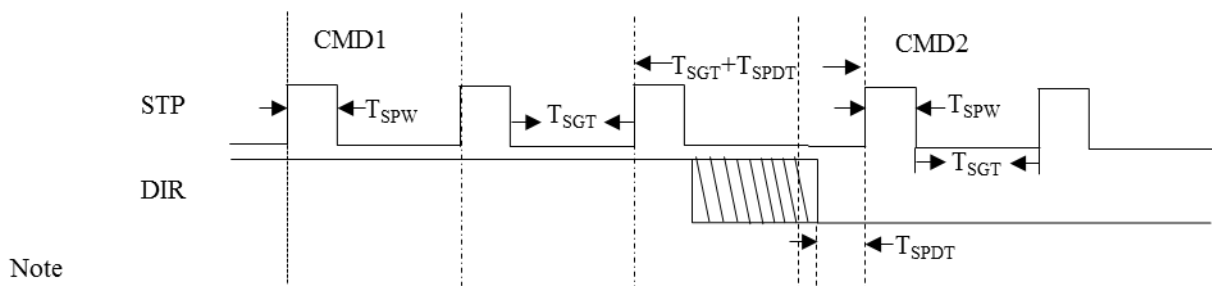 CMD1
CMD2
T_SGT+T_SPDT
STP
T_SPW
T_SGT
T_SPW
T_SGT
DIR
T_SPDT
Note